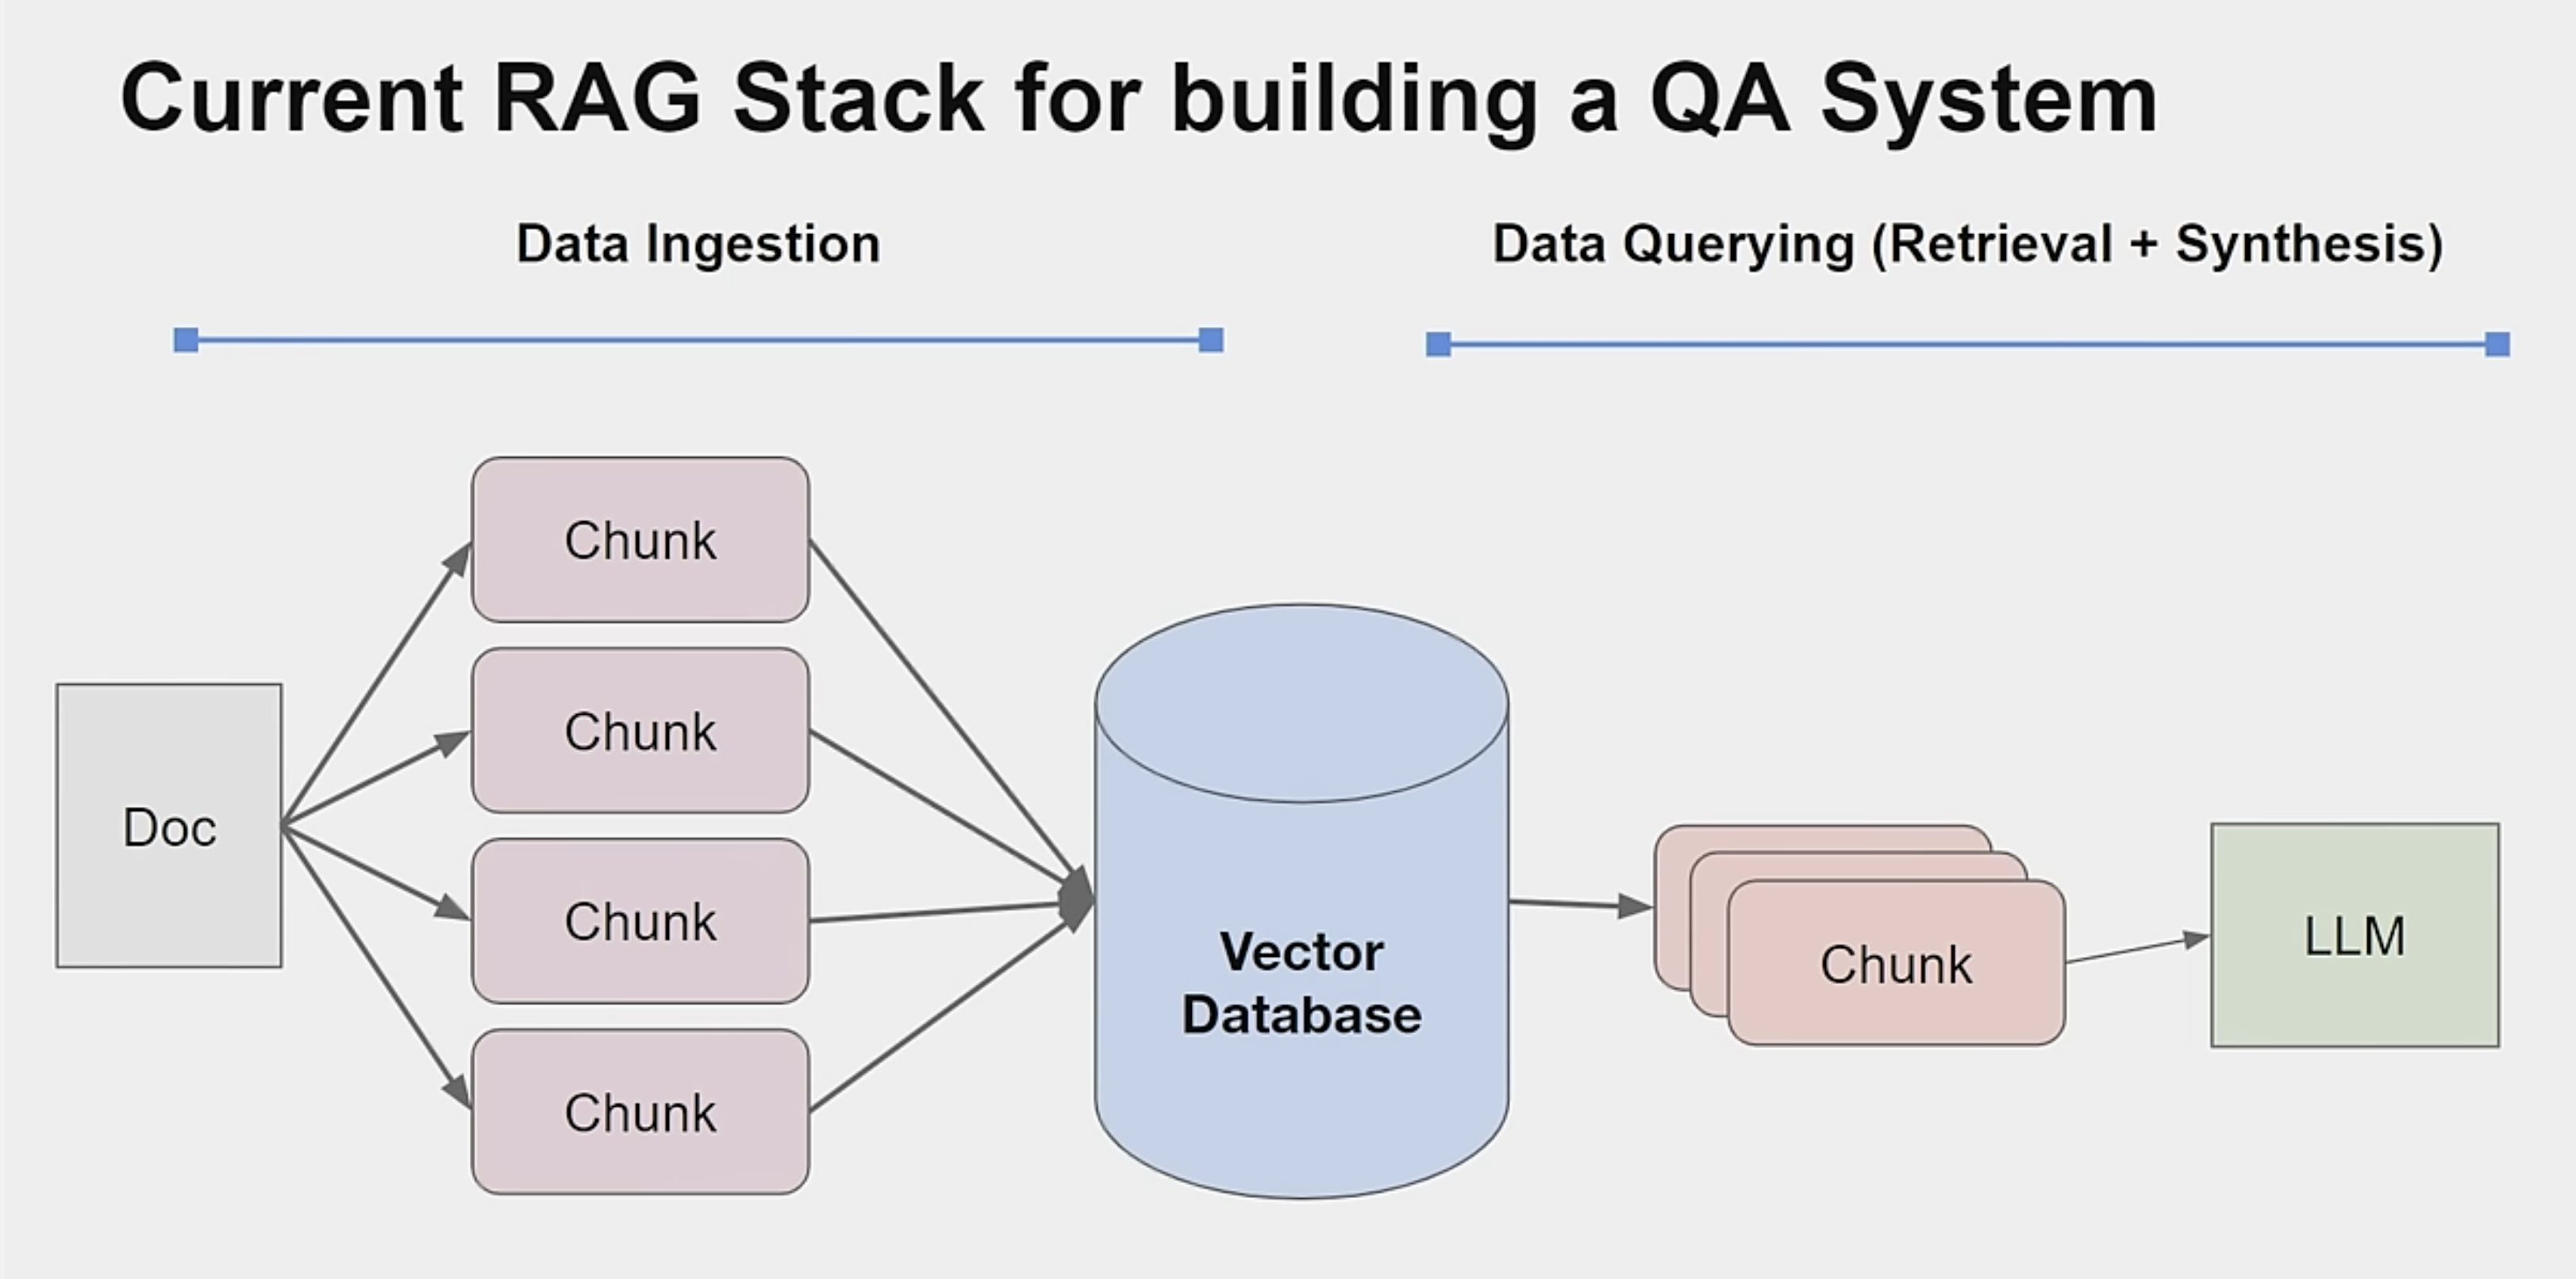 Current RAG Stack for building a QA System
Data Ingestion
Data Querying (Retrieval + Synthesis)
Doc
Chunk
Chunk
Chunk
Chunk
Vector
Database
Chunk
LLM